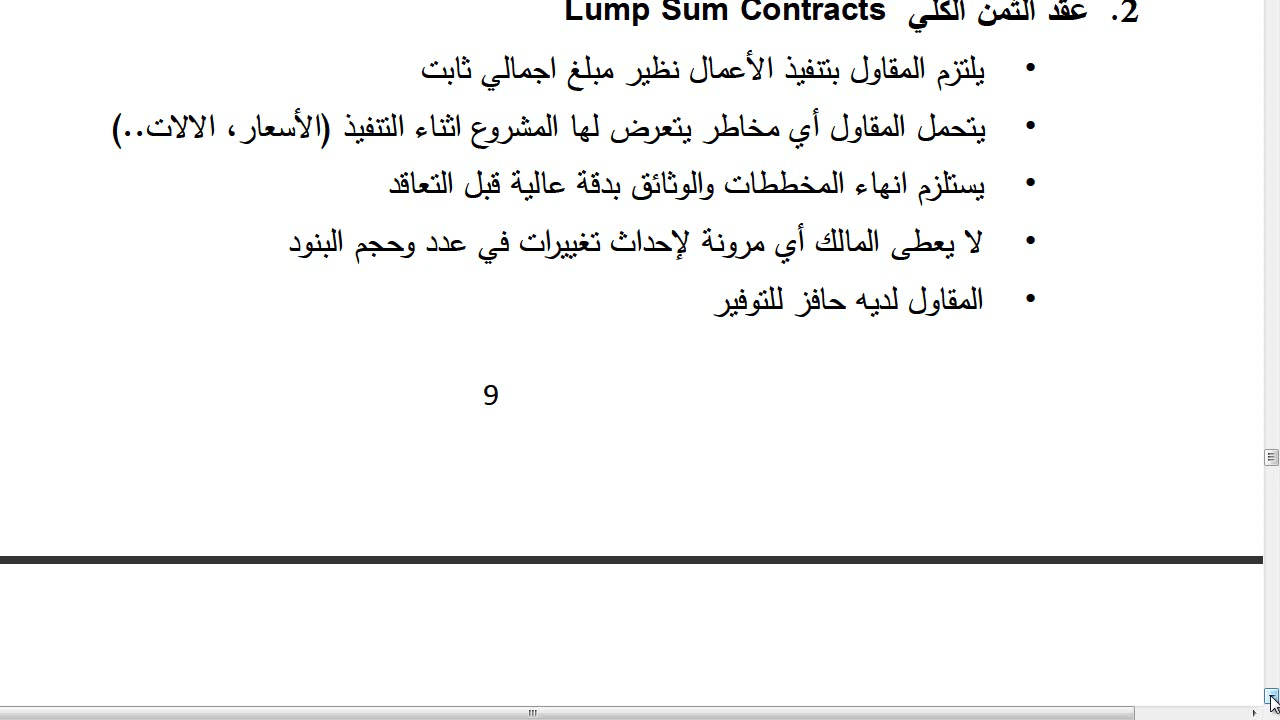 2. عقد الثمن الكلي Lump Sum Contracts
• يلتزم المقاول بتنفيذ الأعمال نظير مبلغ اجمالي ثابت
• يتحمل المقاول أي مخاطر يتعرض لها المشروع اثناء التنفيذ (الأسعار، الالات..)
• يستلزم انهاء المخططات والوثائق بدقة عالية قبل التعاقد
• لا يعطى المالك أي مرونة لإحداث تغييرات في عدد وحجم البنود
• المقاول لديه حافز للتوفير
9